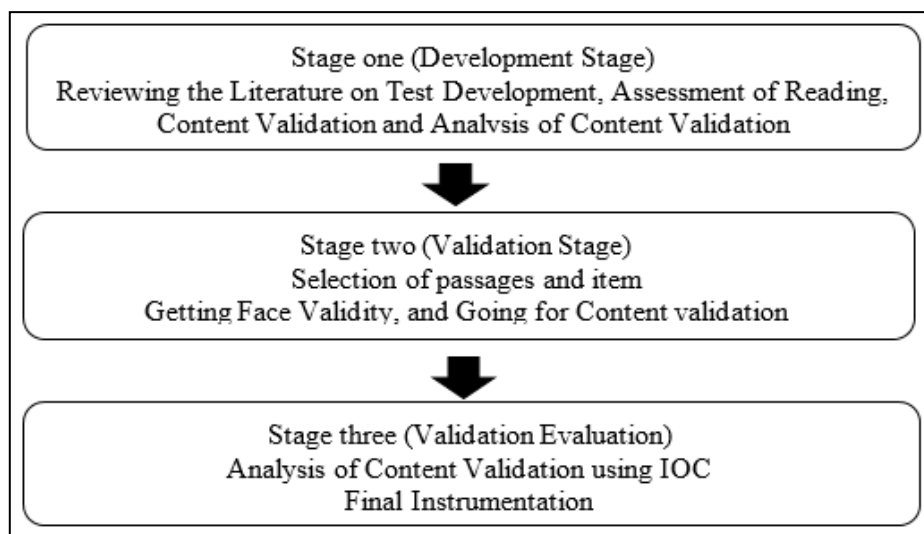 Stage one (Development Stage)
Reviewing the Literature on Test Development, Assessment of Reading,
Content Validation and Analysis of Content Validation
Stage two (Validation Stage)
Selection of passages and item
Getting Face Validity, and Going for Content validation
Stage three (Validation Evaluation)
Analysis of Content Validation using IOC
Final Instrumentation